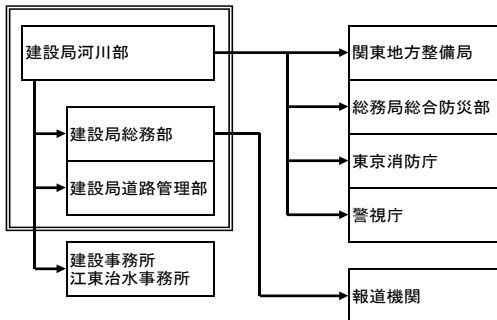 建設局河川部
建設局総務部
建設局道路管理部
建設事務所
江東治水事務所
関東地方整備局
総務局総合防災部
東京消防庁
警視庁
報道機関